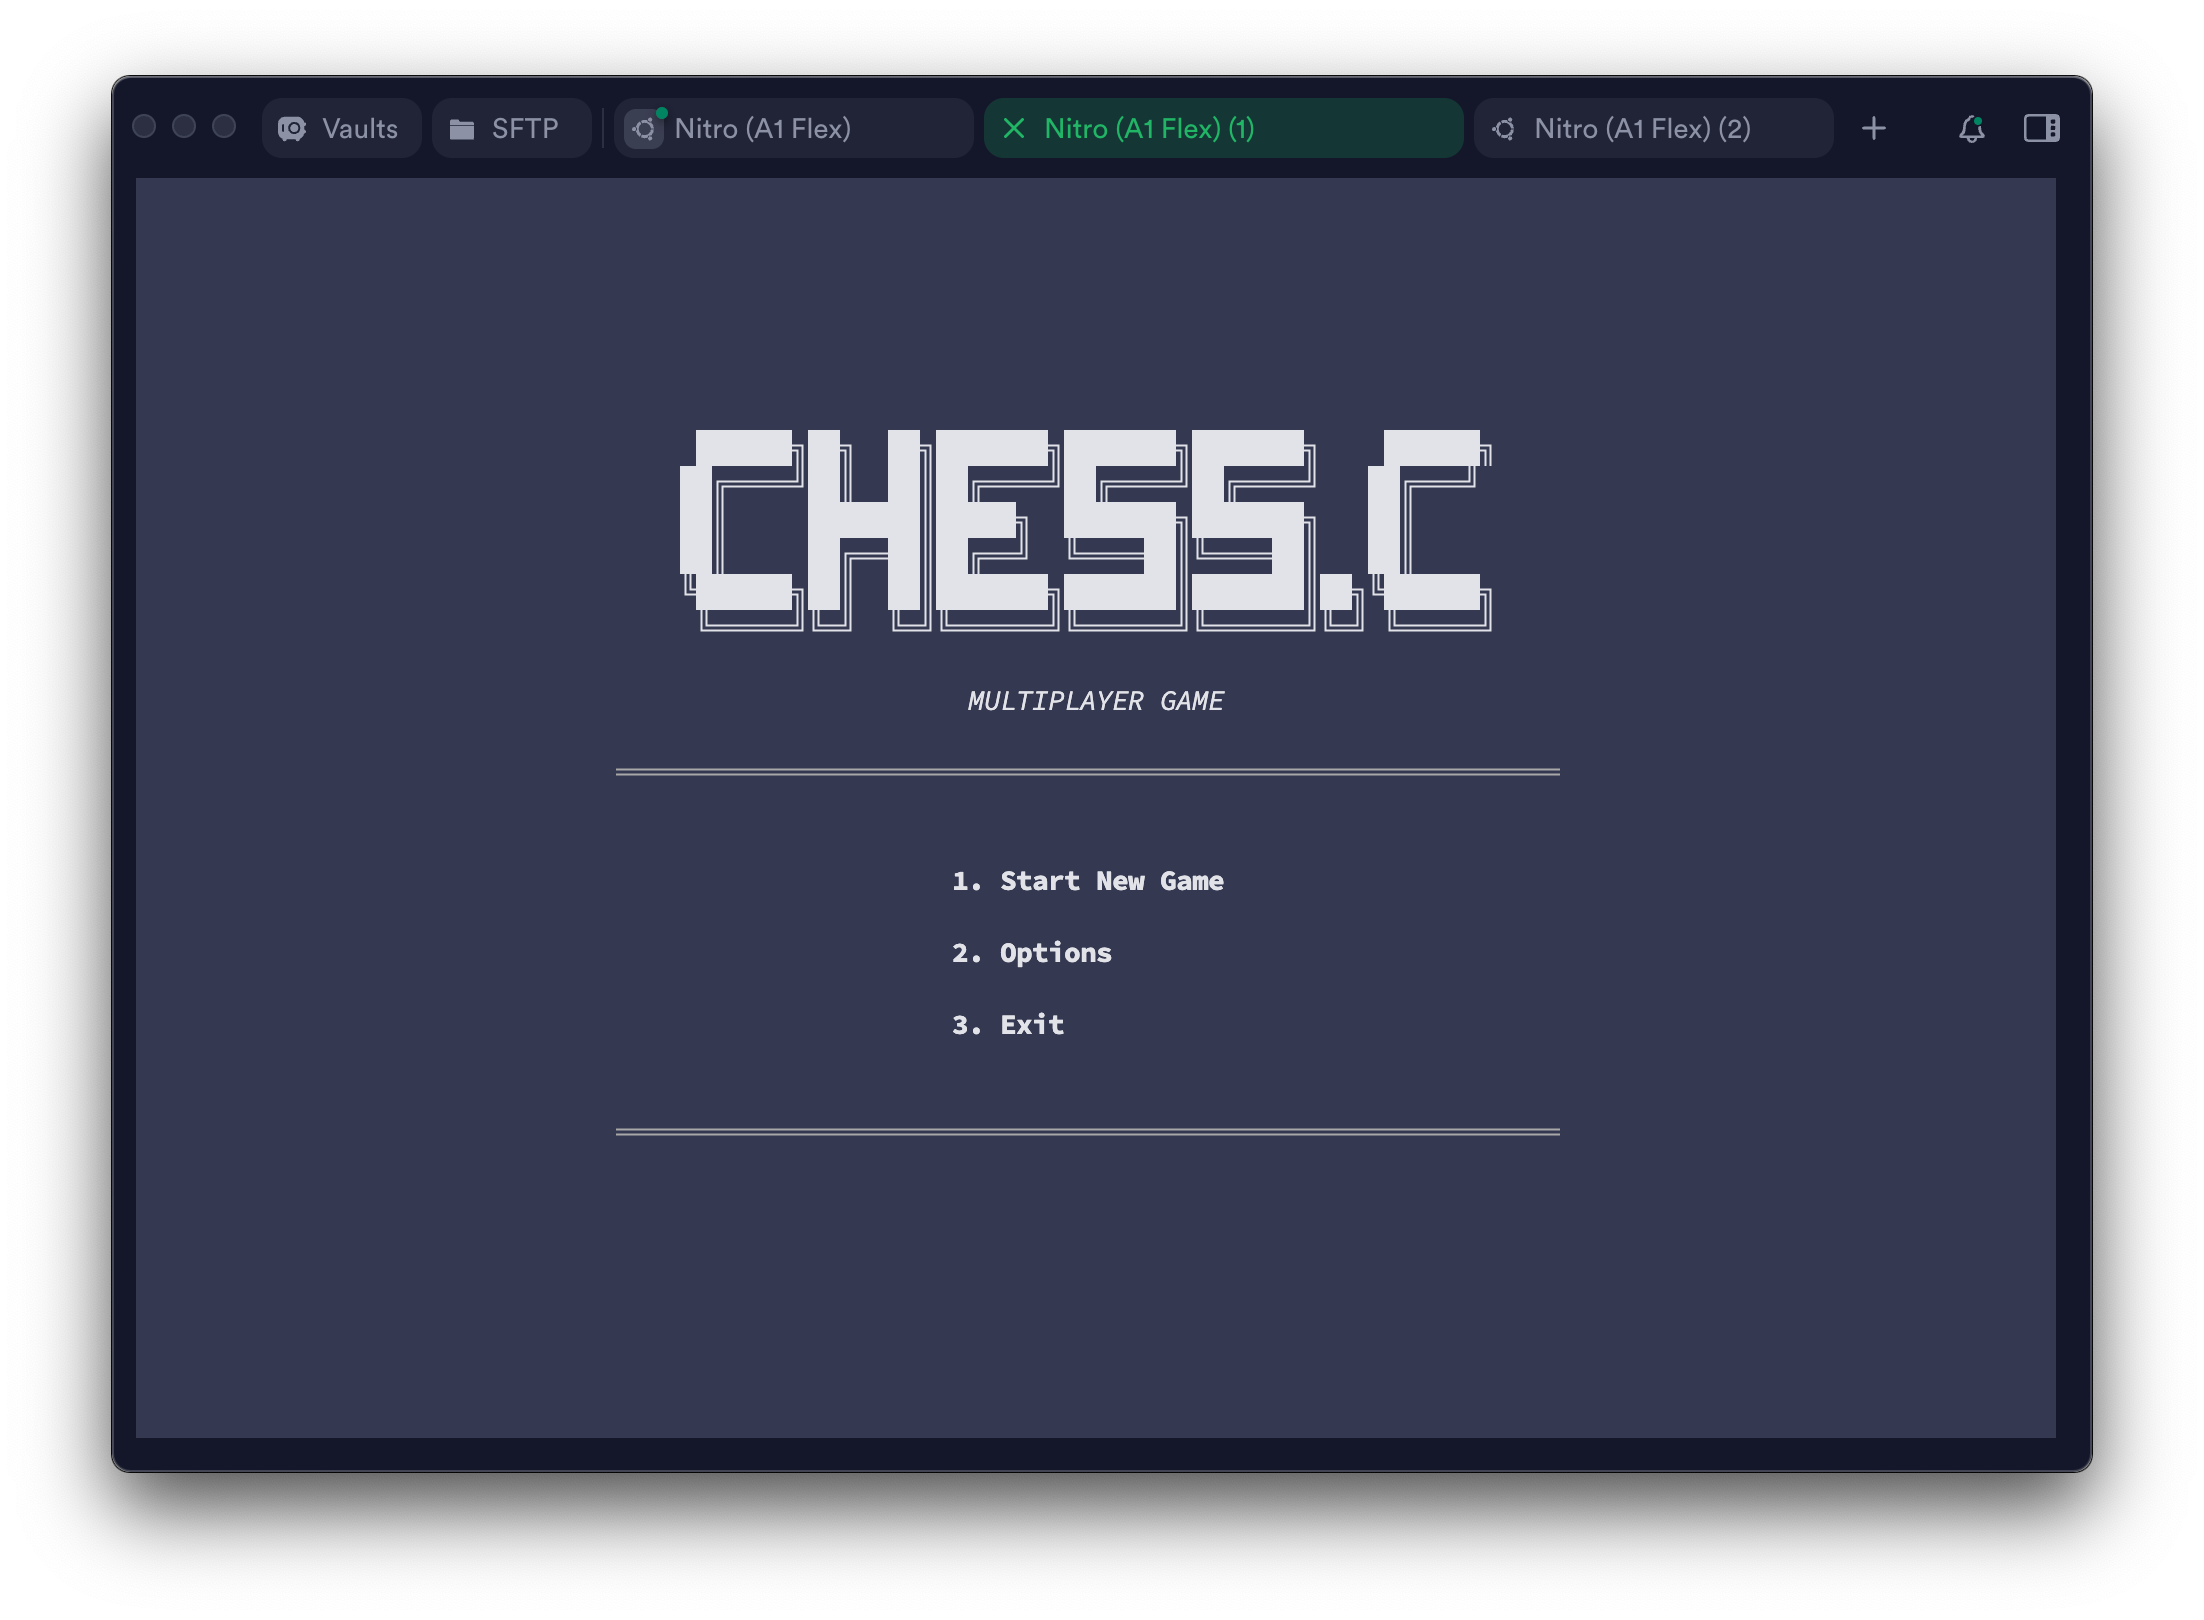 Vaults
SFTP
Nitro (A1 Flex)
Nitro (A1 Flex) (1)
Nitro (A1 Flex) (2)
CHESS.C
MULTIPLAYER GAME
1. Start New Game
2. Options
3. Exit